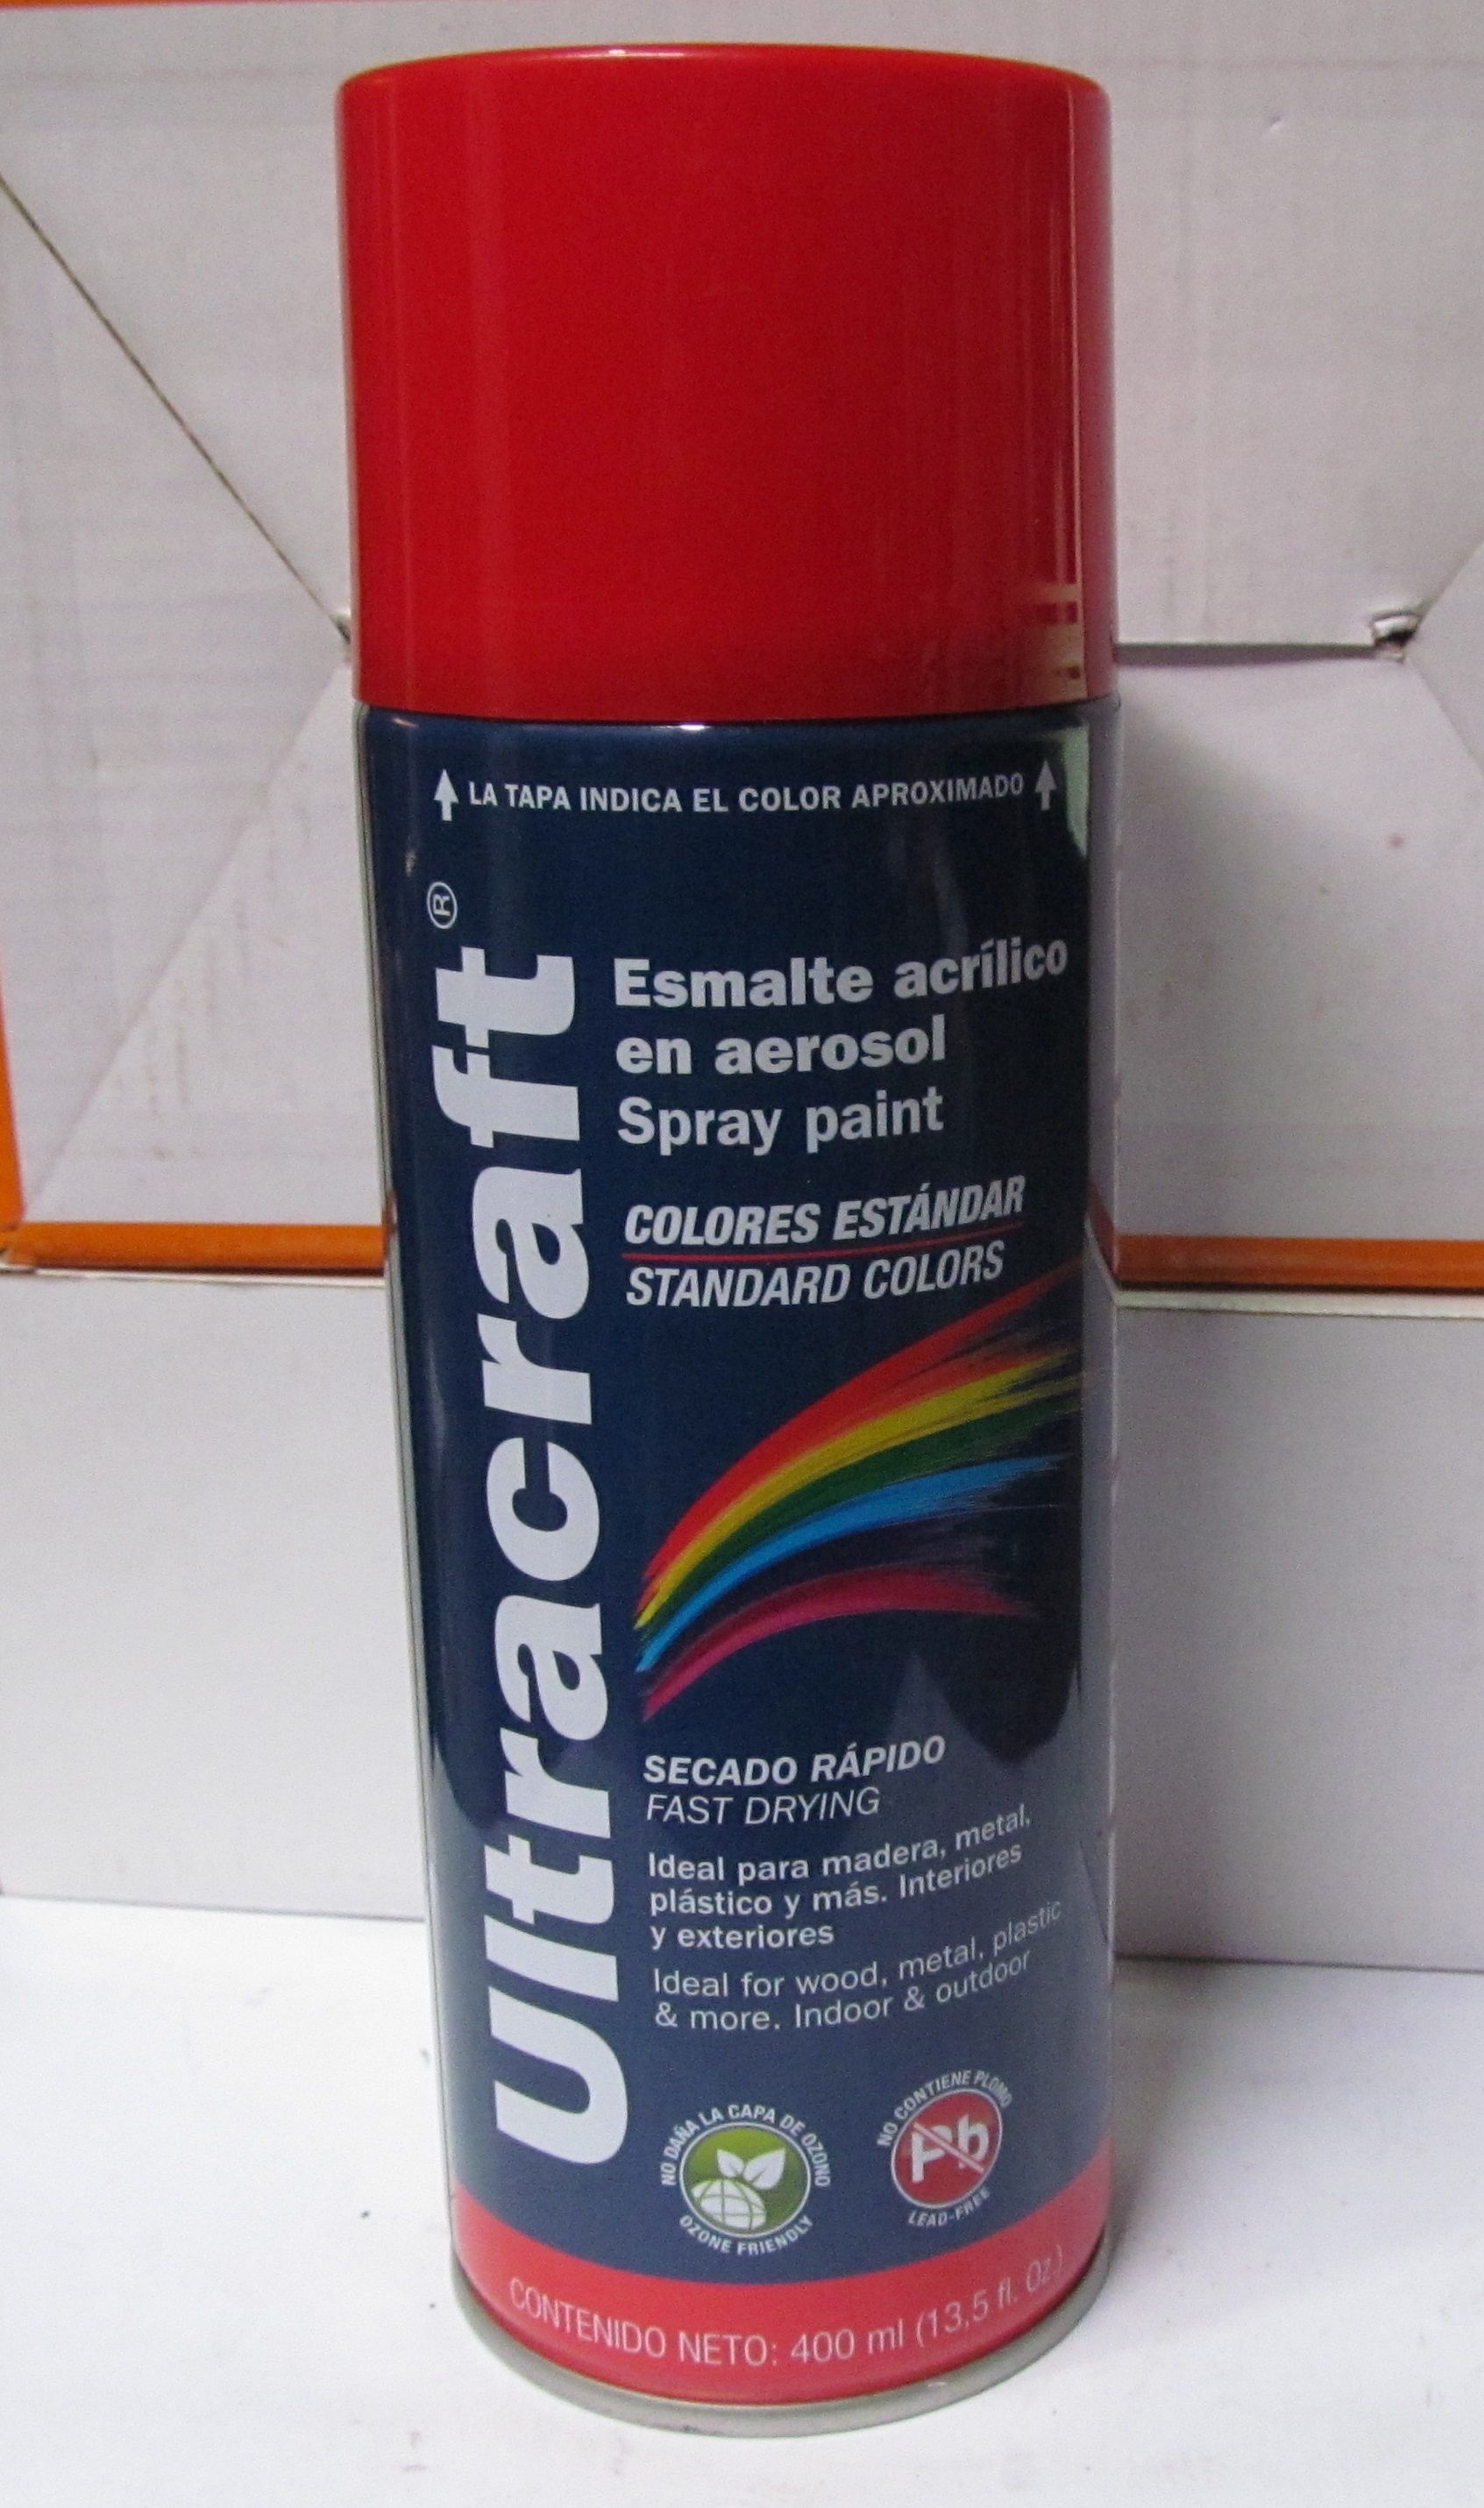 LA TAPA INDICA EL COLOR APROXIMADO
Ultracraft®
Esmalte acrílico
en aerosol
Spray paint
COLORES ESTÁNDAR
STANDARD COLORS
SECADO RÁPIDO
FAST DRYING
Ideal para madera, metal,
plástico y más. Interiores
y exteriores
Ideal for wood, metal, plastic
& more. Indoor & outdoor
NO DAÑA LA CAPA DE OZONO
OZONE FRIENDLY
NO CONTIENE PLOMO
Pb
LEAD-FREE
CONTENIDO NETO: 400 ml (13,5 fl. Oz.)